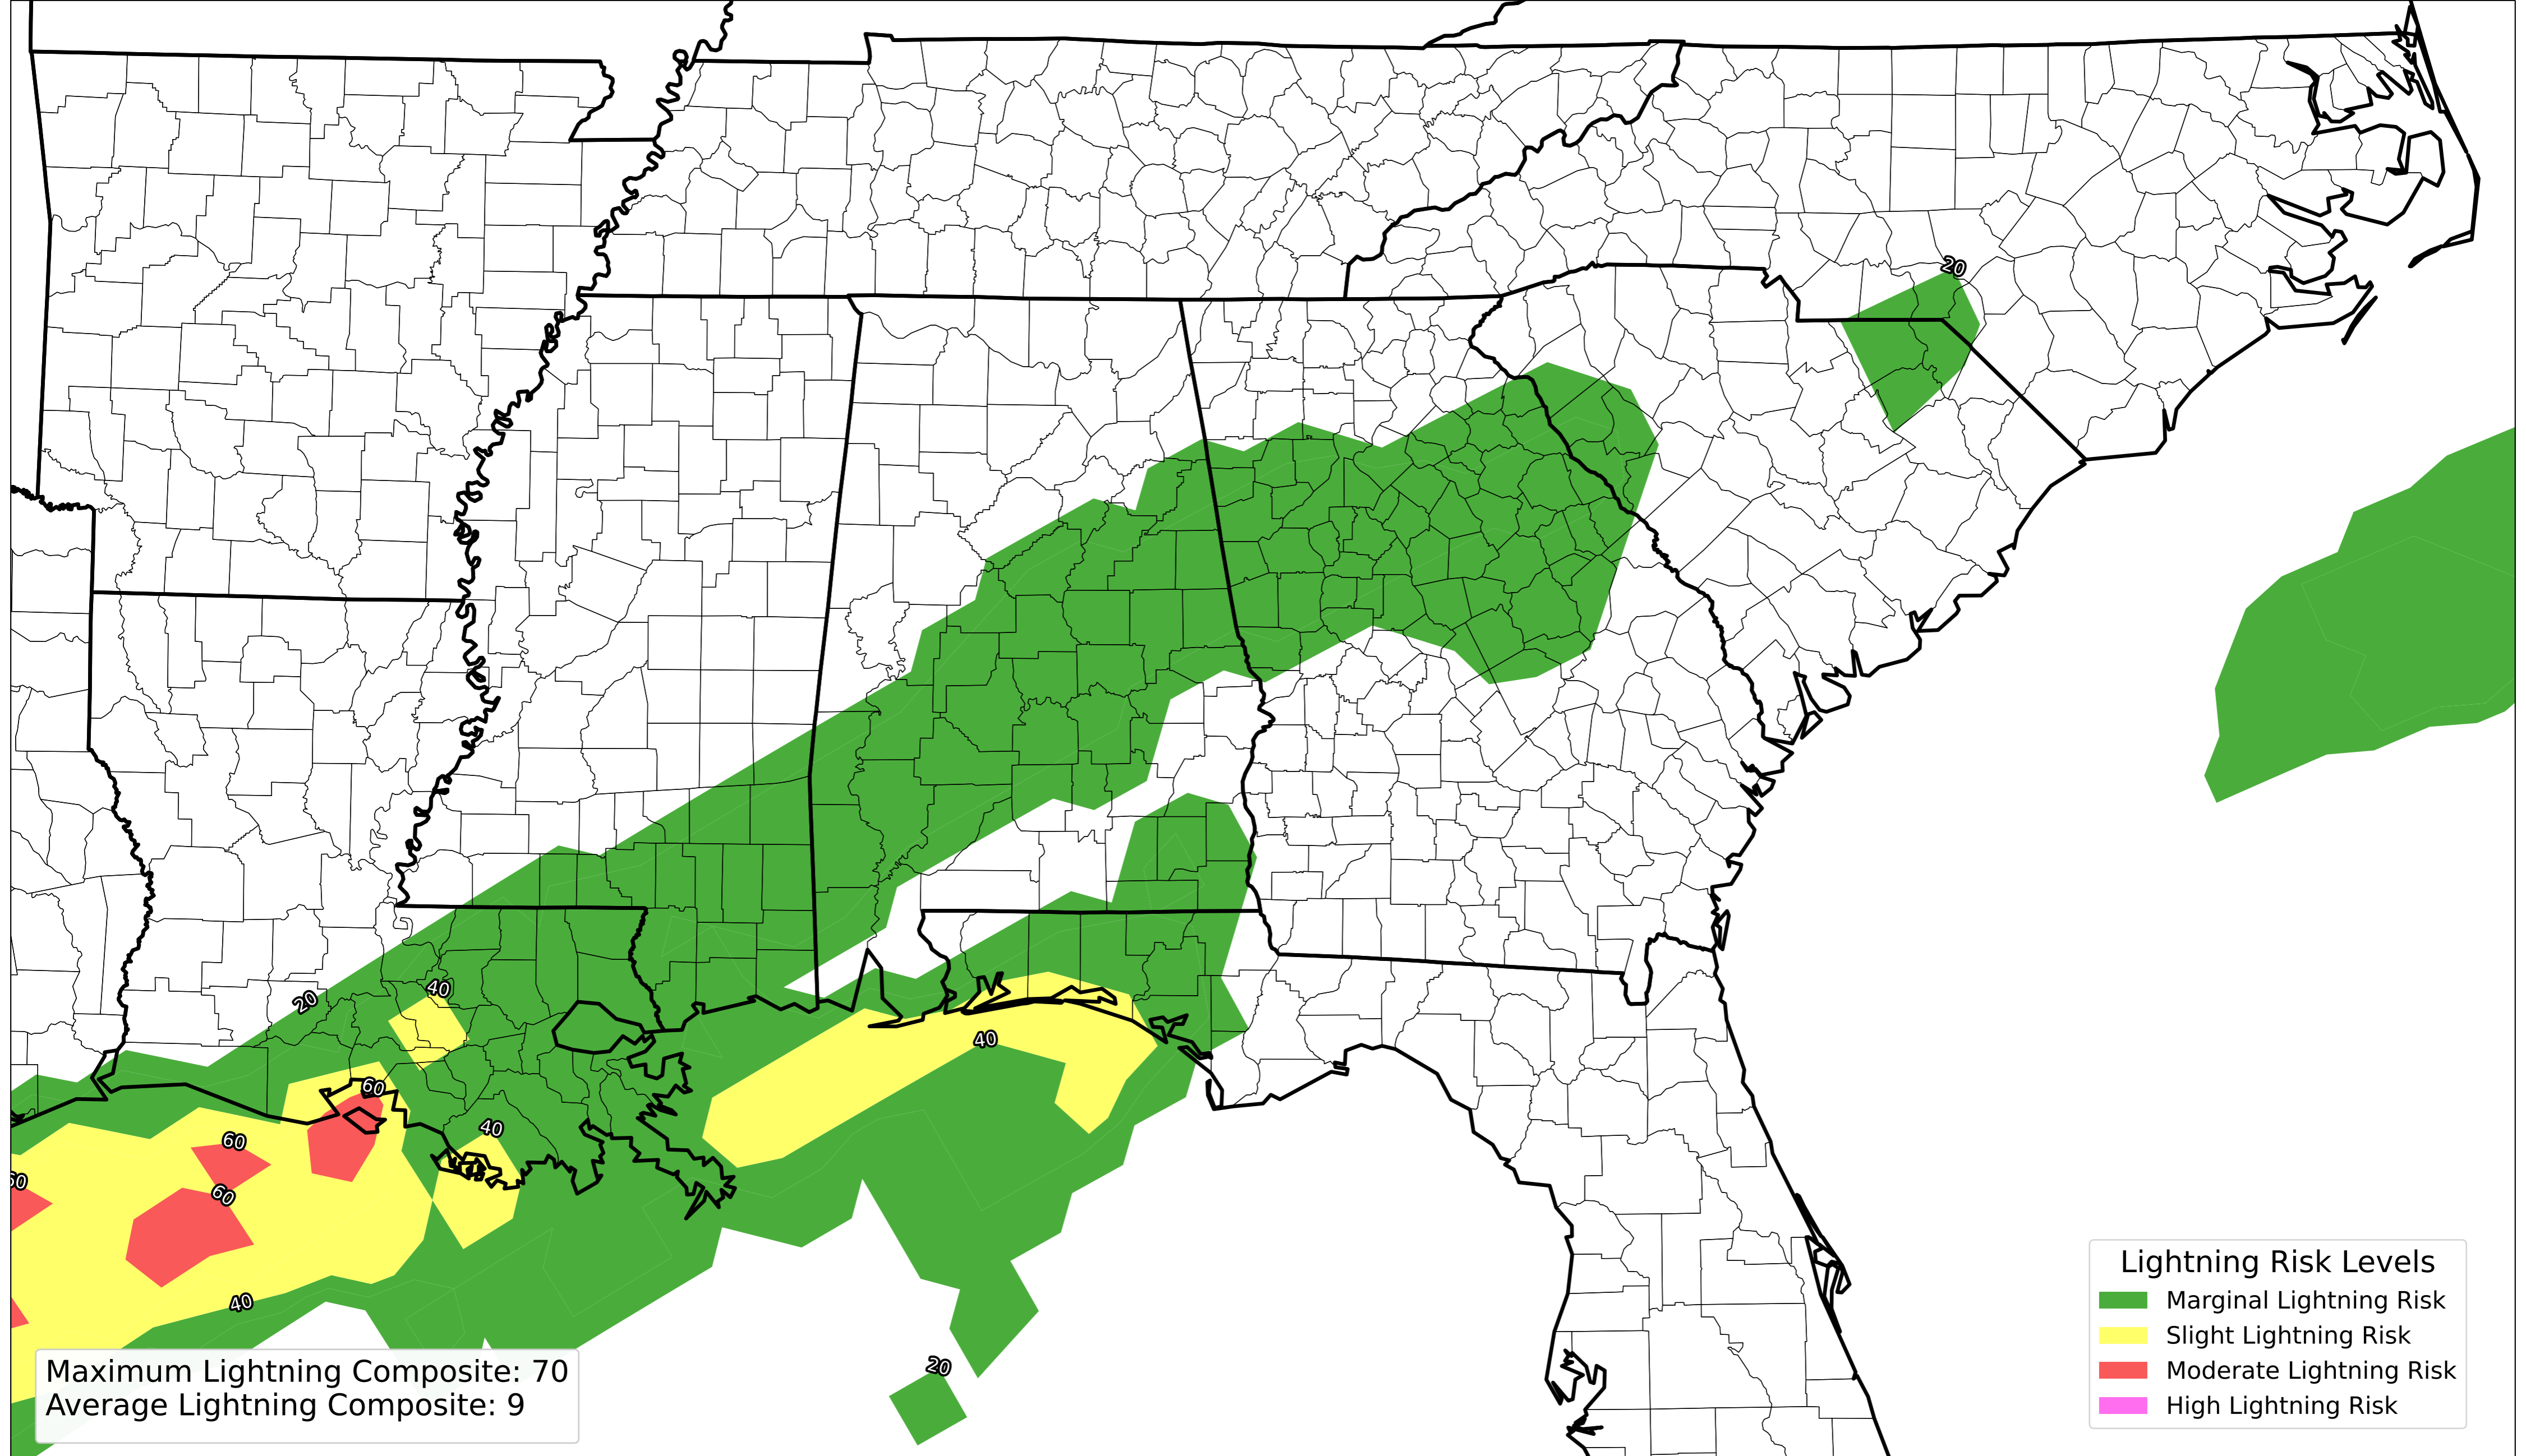 20
20
40
40
60
40
60
60
60
40
20
Lightning Risk Levels
Marginal Lightning Risk
Slight Lightning Risk
Moderate Lightning Risk
High Lightning Risk
Maximum Lightning Composite: 70
Average Lightning Composite: 9